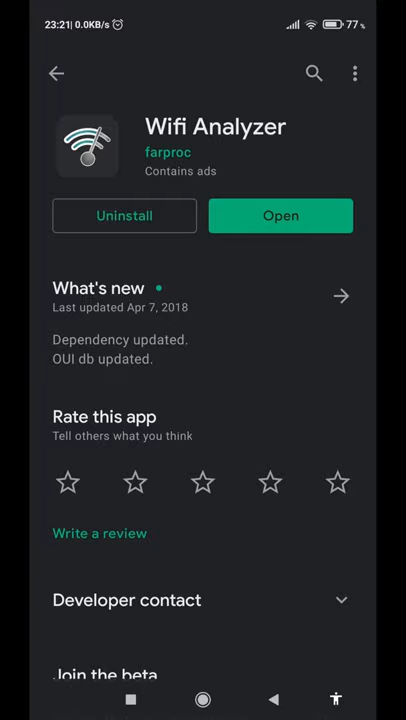 23:21| 0.0KB/s 77%
Wifi Analyzer
farproc
Contains ads
Uninstall
Open
What's new
Last updated Apr 7, 2018
Dependency updated.
OUI db updated.
Rate this app
Tell others what you think
Write a review
Developer contact
Join the beta